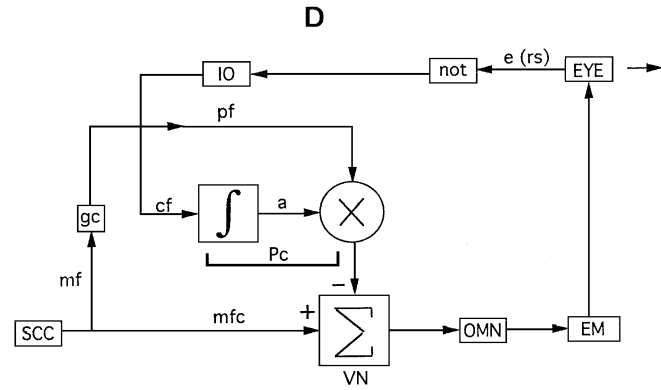 D
IO
not
e (rs)
EYE
pf
cf
∫
a
×
gc
Pc
mf
−
+
SCC
mfc
∑
OMN
EM
VN